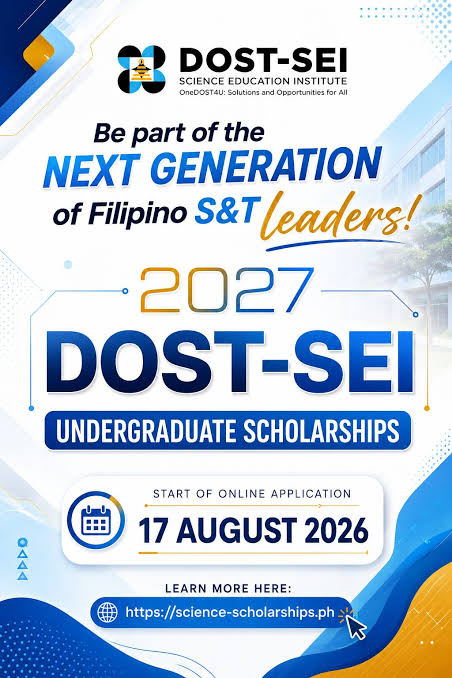 DOST-SEI
SCIENCE EDUCATION INSTITUTE
OneDOST4U: Solutions and Opportunities for All
Be part of the
NEXT GENERATION
of Filipino S&T leaders!
2027
DOST-SEI
UNDERGRADUATE SCHOLARSHIPS
START OF ONLINE APPLICATION
17 AUGUST 2026
LEARN MORE HERE:
https://science-scholarships.ph